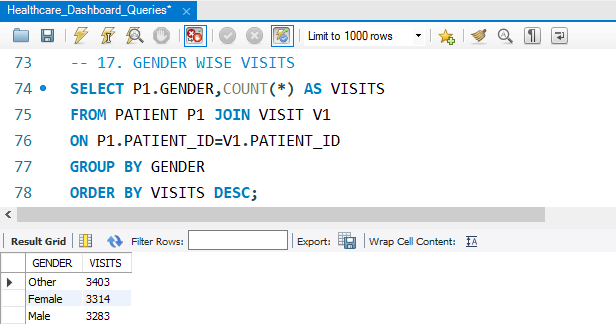 Healthcare_Dashboard_Queries*
Limit to 1000 rows
73 -- 17. GENDER WISE VISITS
74 SELECT P1.GENDER,COUNT(*) AS VISITS
75 FROM PATIENT P1 JOIN VISIT V1
76 ON P1.PATIENT_ID=V1.PATIENT_ID
77 GROUP BY GENDER
78 ORDER BY VISITS DESC;
Result Grid Filter Rows: Export: Wrap Cell Content:
GENDER VISITS
Other 3403
Female 3314
Male 3283